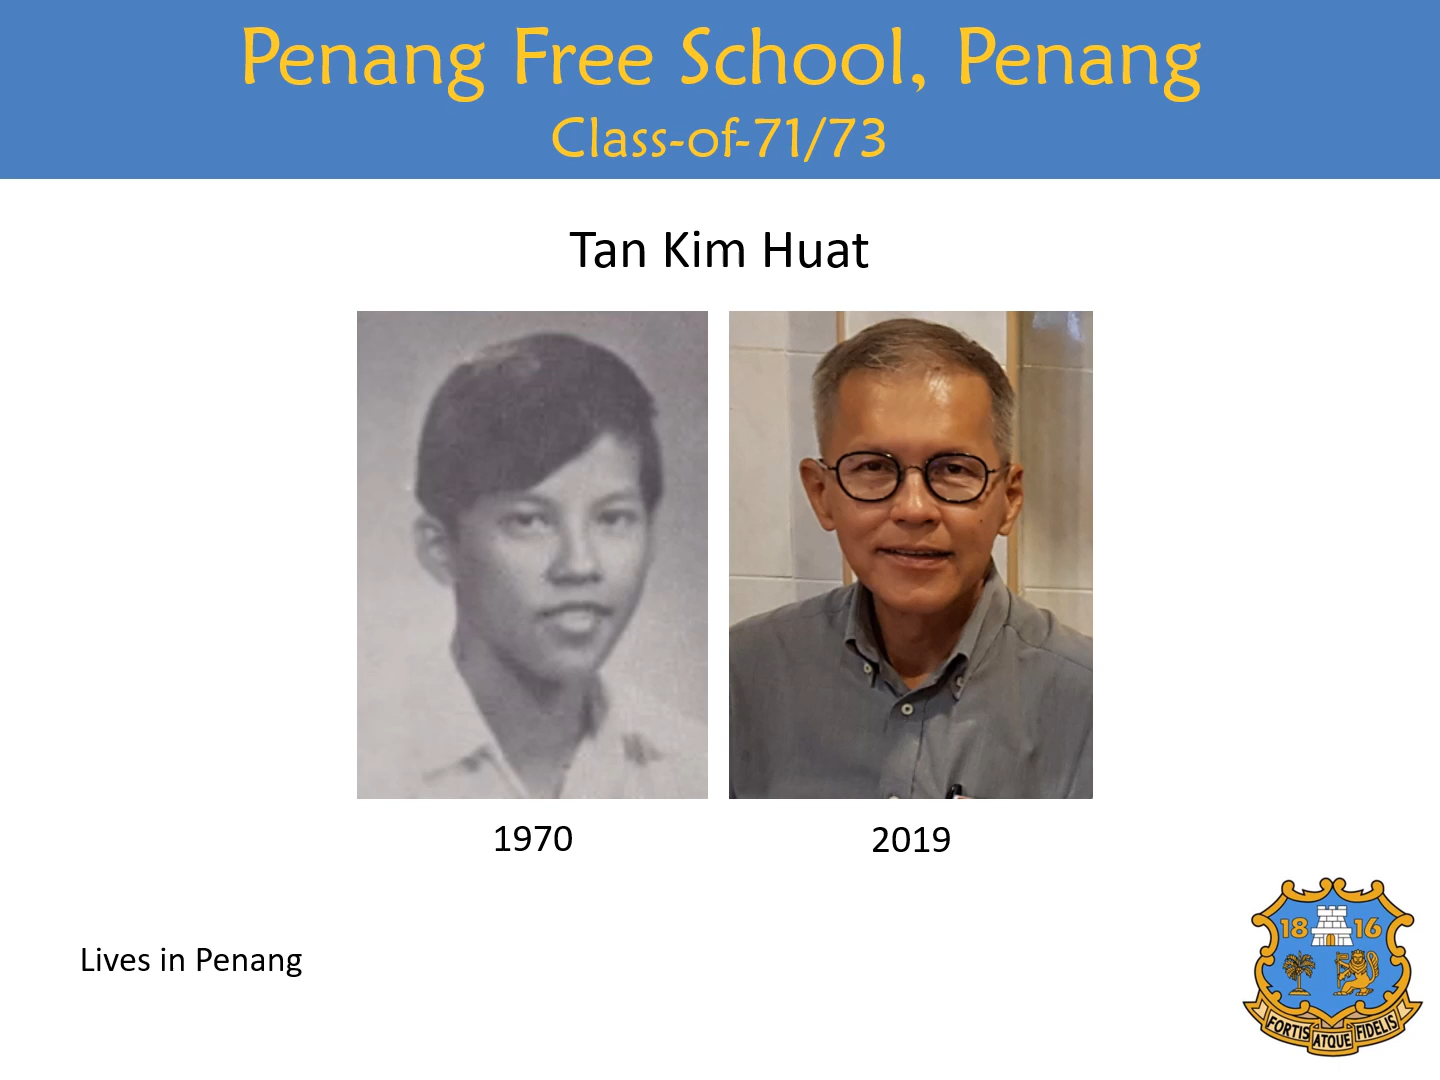 Penang Free School, Penang
Class-of-71/73
Tan Kim Huat
1970
2019
Lives in Penang
18 16
FORTIS ATQUE FIDELIS